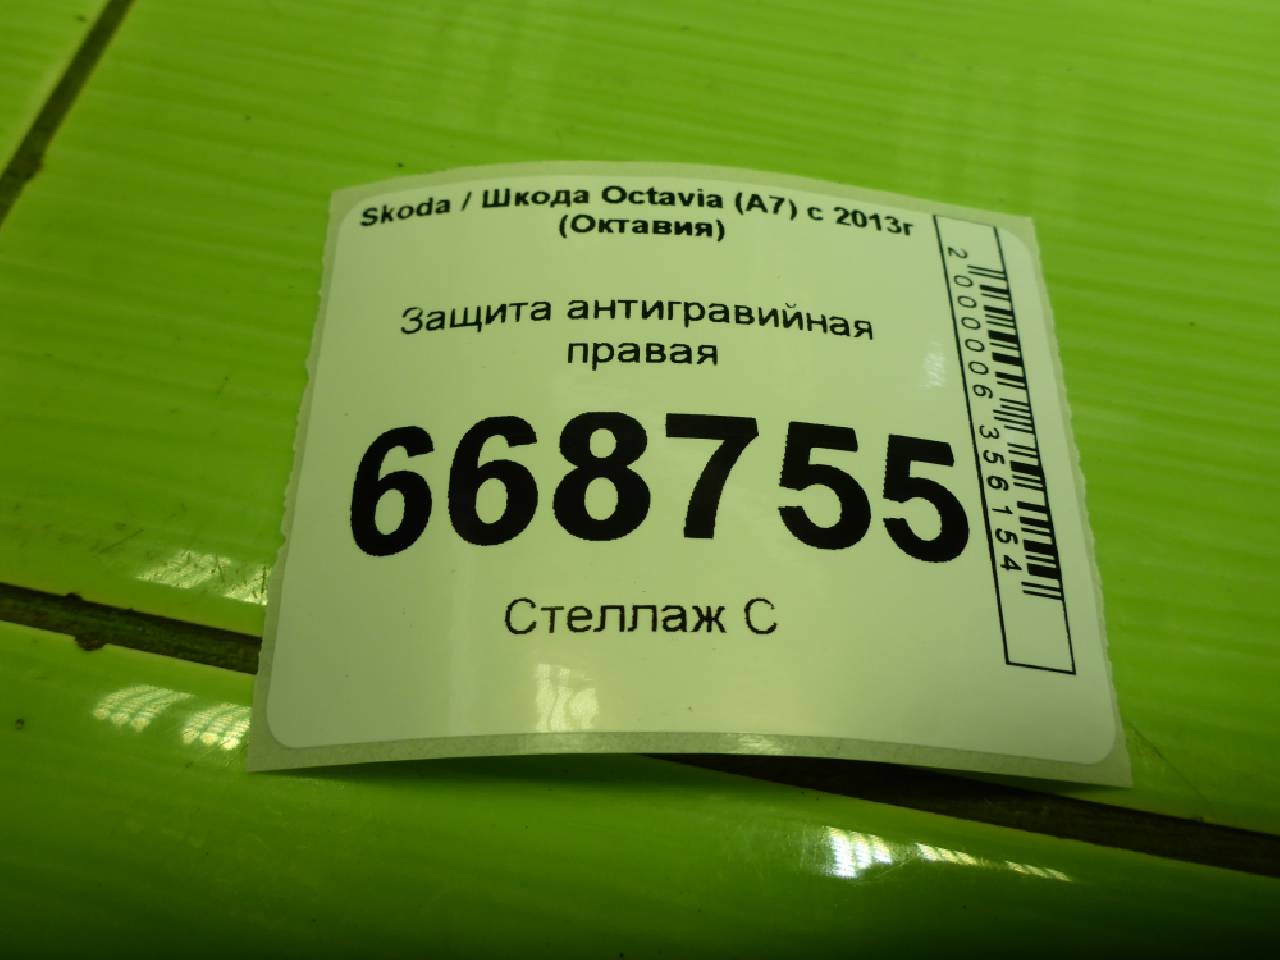 Skoda / Шкода Octavia (A7) с 2013г
(Октавия)
Защита антигравийная
правая
668755
Стеллаж С
2000006356154